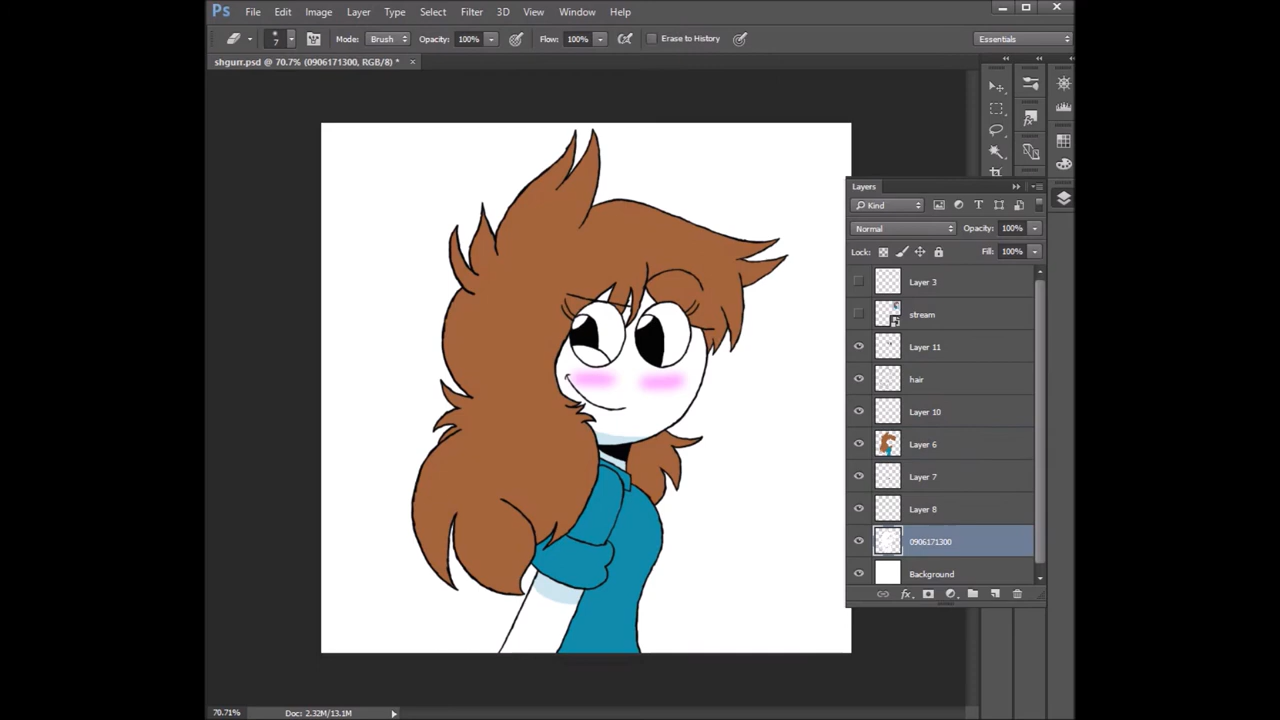 Ps File Edit Image Layer Type Select Filter 3D View Window Help
7 Mode: Brush Opacity: 100% Flow: 100% Erase to History Essentials
shgurr.psd @ 70.7% (0906171300, RGB/8) * ×
Layers
Kind
Normal Opacity: 100%
Lock: Fill: 100%
Layer 3
stream
Layer 11
hair
Layer 10
Layer 6
Layer 7
Layer 8
0906171300
Background
fx
70.71% Doc: 2.32M/13.1M